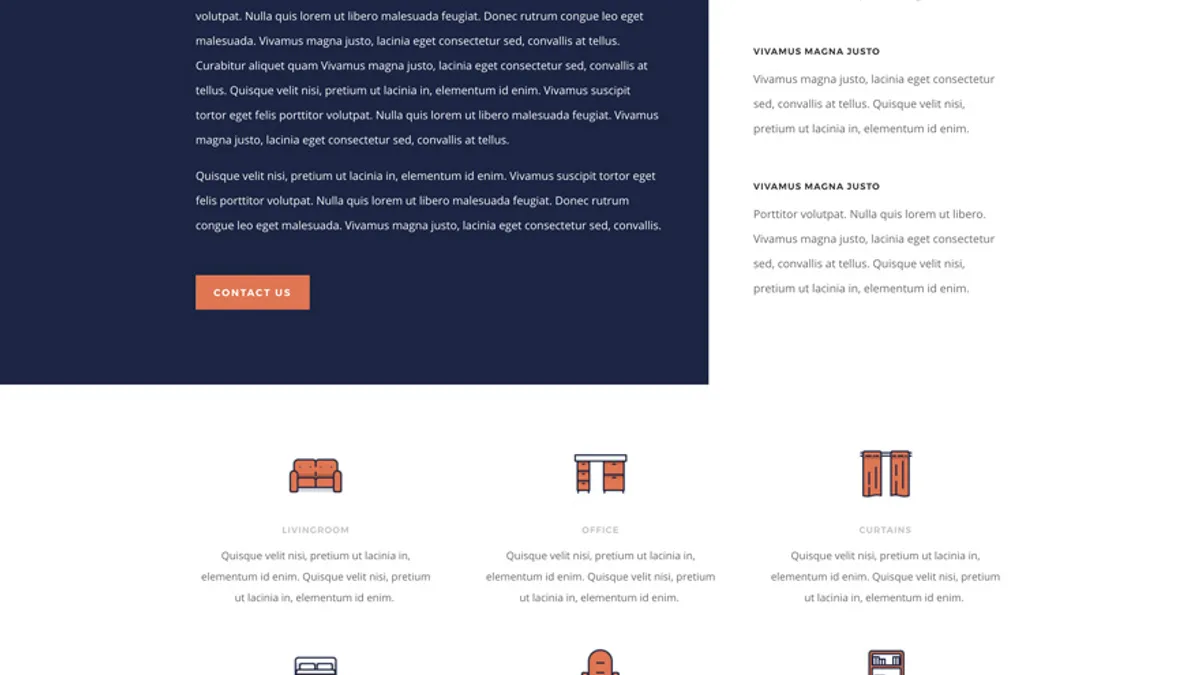 volutpat. Nulla quis lorem ut libero malesuada feugiat. Donec rutrum congue leo eget
malesuada. Vivamus magna justo, lacinia eget consectetur sed, convallis at tellus.
Curabitur aliquet quam Vivamus magna justo, lacinia eget consectetur sed, convallis at
tellus. Quisque velit nisi, pretium ut lacinia in, elementum id enim. Vivamus suscipit
tortor eget felis porttitor volutpat. Nulla quis lorem ut libero malesuada feugiat. Vivamus
magna justo, lacinia eget consectetur sed, convallis at tellus.
Quisque velit nisi, pretium ut lacinia in, elementum id enim. Vivamus suscipit tortor eget
felis porttitor volutpat. Nulla quis lorem ut libero malesuada feugiat. Donec rutrum
congue leo eget malesuada. Vivamus magna justo, lacinia eget consectetur sed, convallis.
CONTACT US
VIVAMUS MAGNA JUSTO
Vivamus magna justo, lacinia eget consectetur
sed, convallis at tellus. Quisque velit nisi,
pretium ut lacinia in, elementum id enim.
VIVAMUS MAGNA JUSTO
Porttitor volutpat. Nulla quis lorem ut libero.
Vivamus magna justo, lacinia eget consectetur
sed, convallis at tellus. Quisque velit nisi,
pretium ut lacinia in, elementum id enim.
LIVINGROOM
Quisque velit nisi, pretium ut lacinia in,
elementum id enim. Quisque velit nisi, pretium
ut lacinia in, elementum id enim.
OFFICE
Quisque velit nisi, pretium ut lacinia in,
elementum id enim. Quisque velit nisi, pretium
ut lacinia in, elementum id enim.
CURTAINS
Quisque velit nisi, pretium ut lacinia in,
elementum id enim. Quisque velit nisi, pretium
ut lacinia in, elementum id enim.